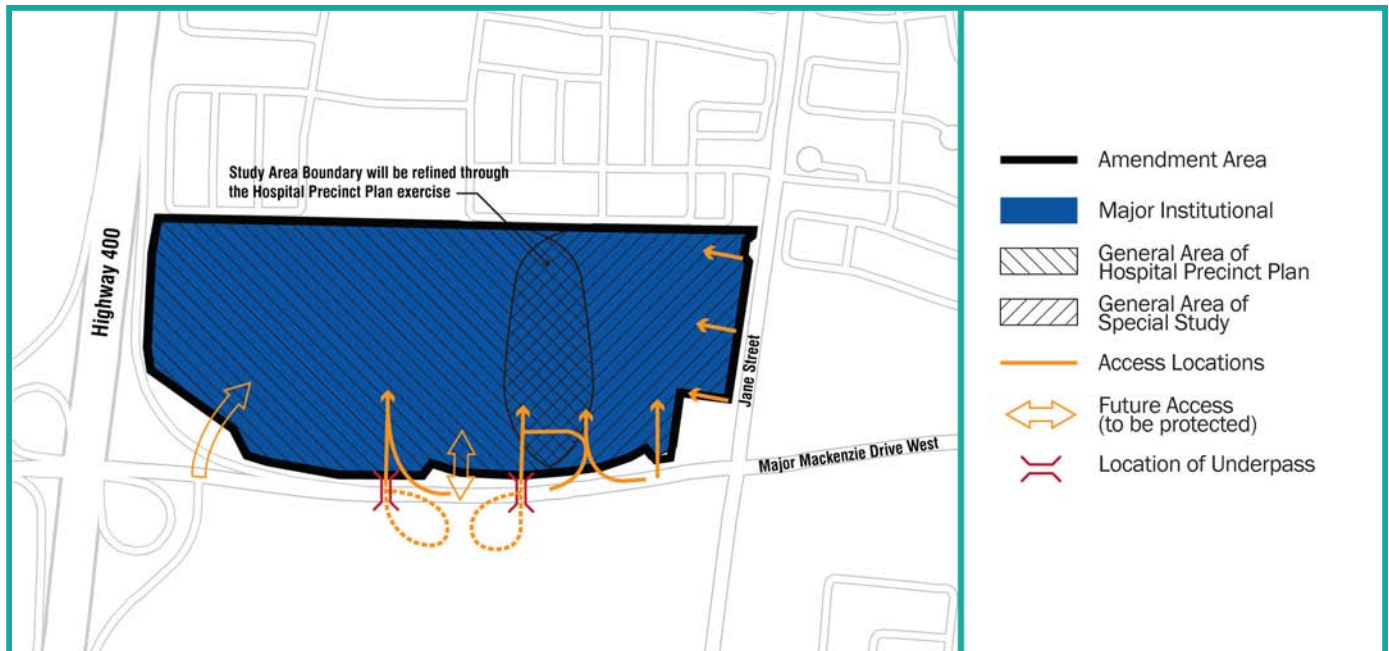 Study Area Boundary will be refined through
the Hospital Precinct Plan exercise
Highway 400
Jane Street
Major Mackenzie Drive West
Amendment Area
Major Institutional
General Area of
Hospital Precinct Plan
General Area of
Special Study
Access Locations
Future Access
(to be protected)
Location of Underpass